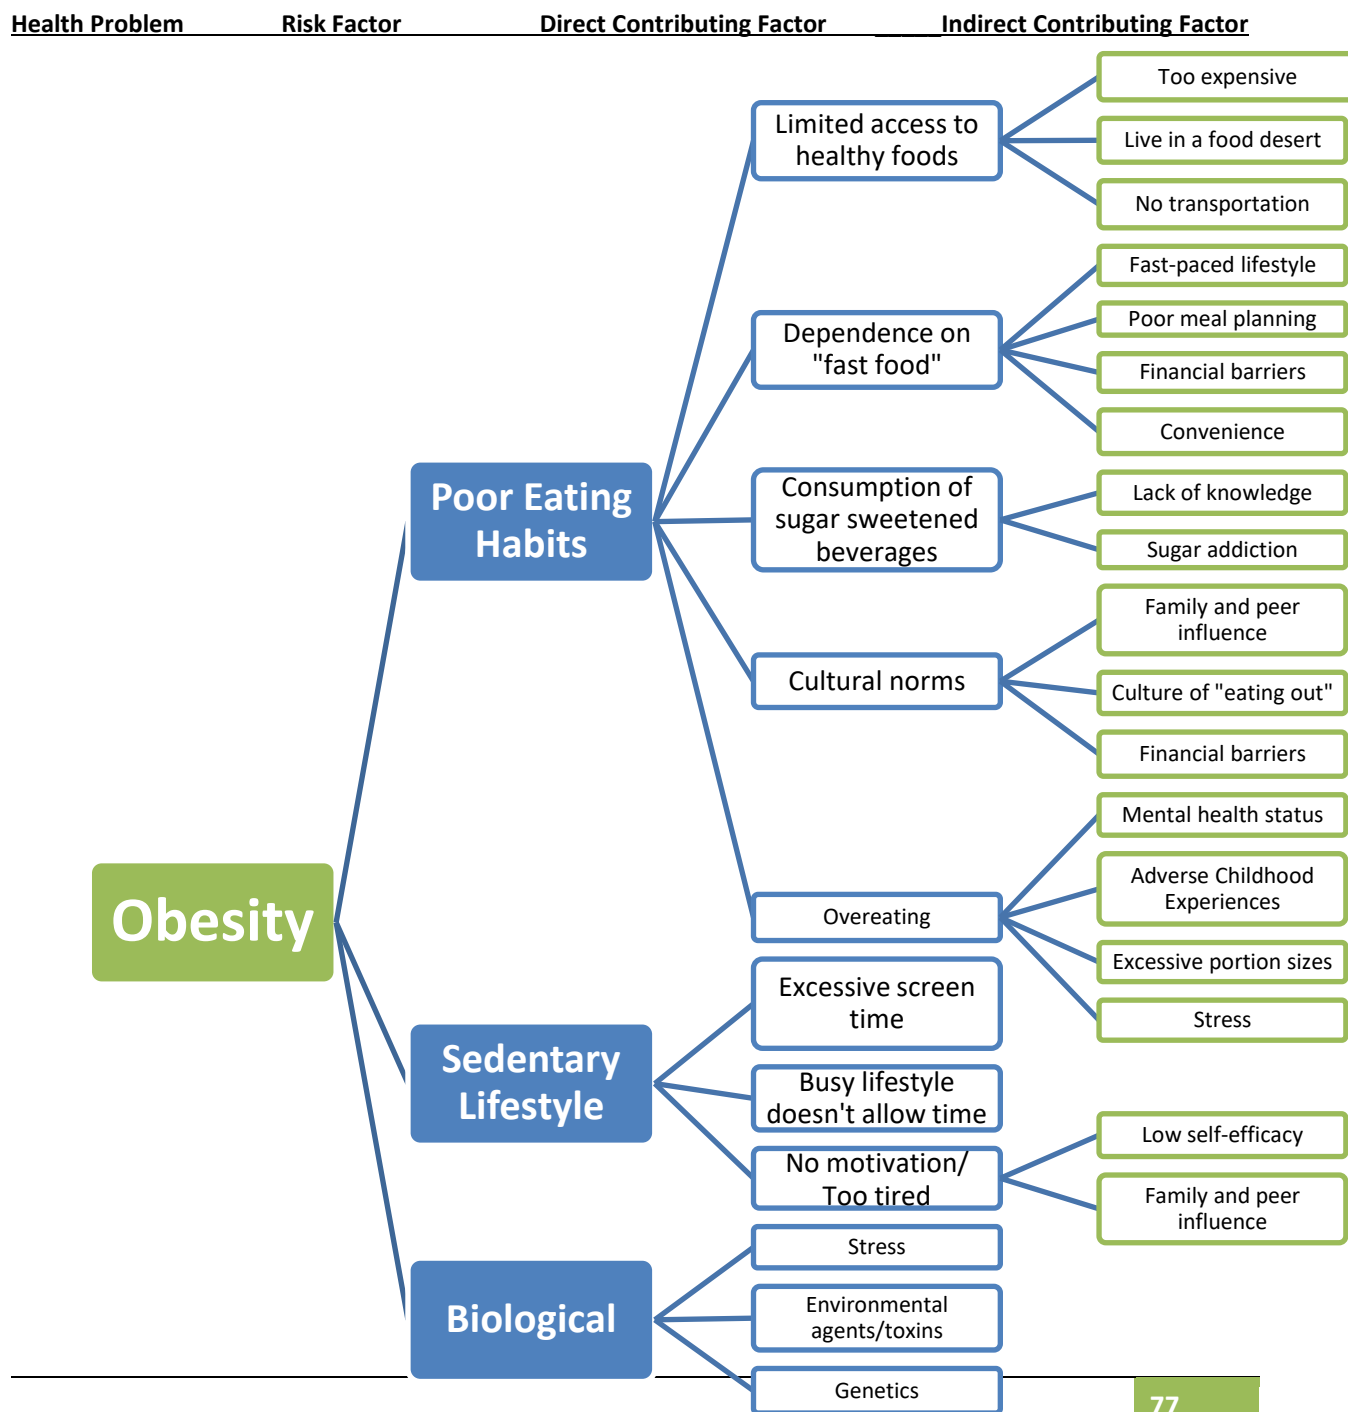 Health Problem Risk Factor Direct Contributing Factor _____Indirect Contributing Factor
Too expensive
Limited access to
healthy foods
Live in a food desert
No transportation
Fast-paced lifestyle
Poor meal planning
Dependence on
"fast food"
Financial barriers
Convenience
Poor Eating
Habits
Consumption of
sugar sweetened
beverages
Lack of knowledge
Sugar addiction
Family and peer
influence
Cultural norms
Culture of "eating out"
Financial barriers
Mental health status
Adverse Childhood
Experiences
Obesity
Overeating
Excessive portion sizes
Stress
Excessive screen
time
Sedentary
Lifestyle
Busy lifestyle
doesn't allow time
No motivation/
Too tired
Low self-efficacy
Family and peer
influence
Stress
Biological
Environmental
agents/toxins
Genetics
77